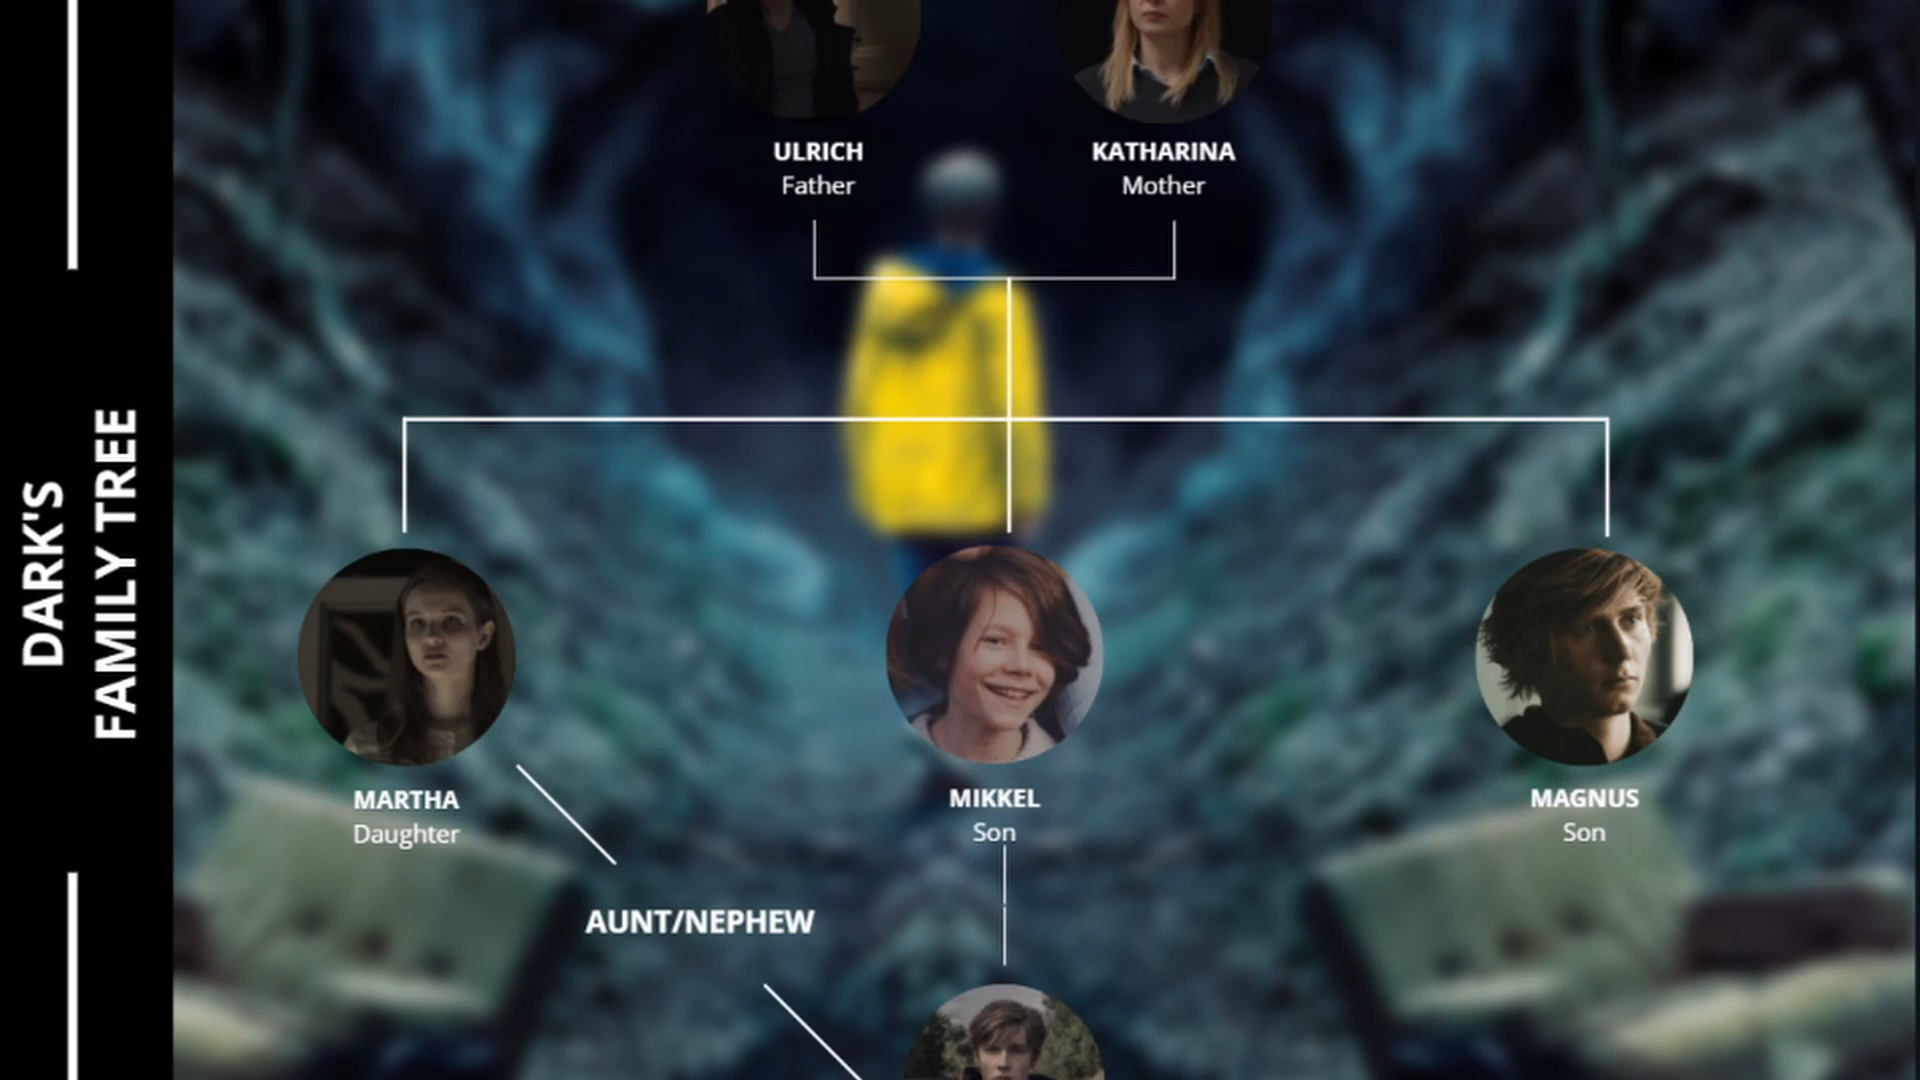 DARK'S
FAMILY TREE
ULRICH
Father
KATHARINA
Mother
MARTHA
Daughter
MIKKEL
Son
MAGNUS
Son
AUNT/NEPHEW